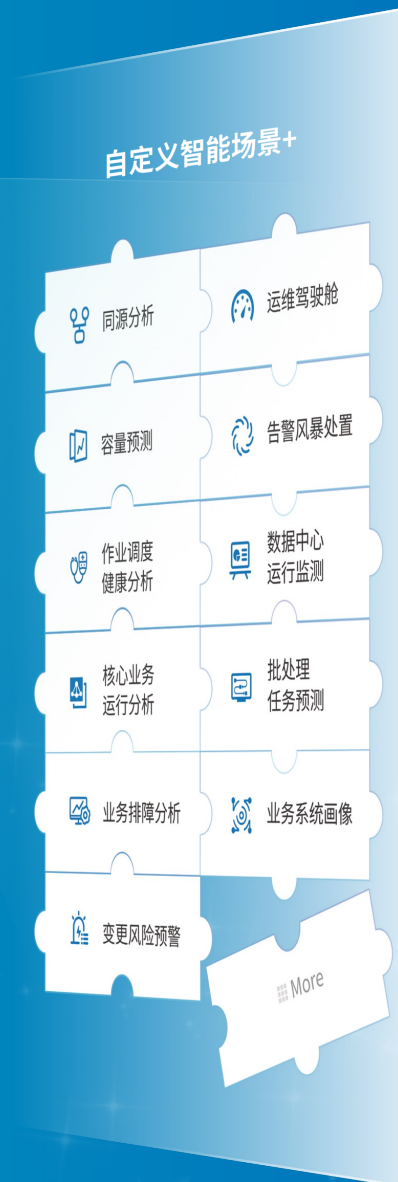 自定义智能场景+
同源分析
运维驾驶舱
容量预测
告警风暴处置
作业调度
健康分析
数据中心
运行监测
核心业务
运行分析
批处理
任务预测
业务排障分析
业务系统画像
变更风险预警
More